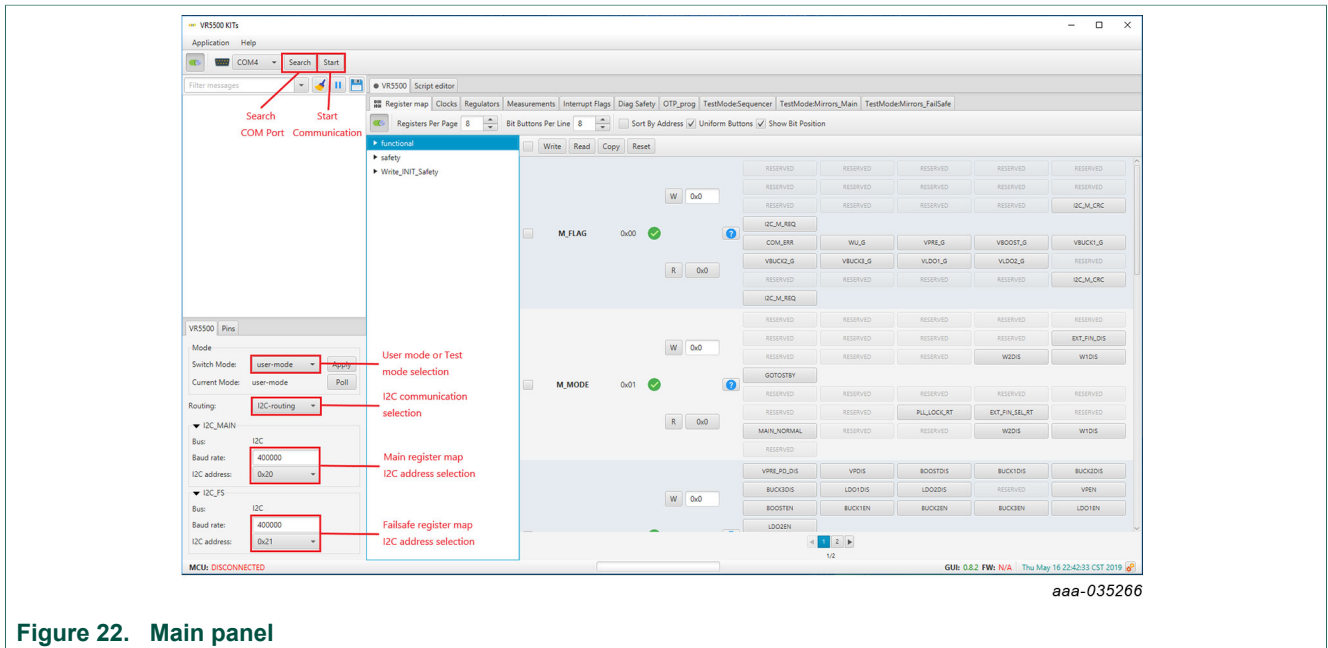 VR5500 KITs
Application Help
COM4 Search Start
Filter messages
VR5500 Script editor
Register map Clocks Regulators Measurements Interrupt Flags Diag Safety OTP_prog TestMode:Sequencer TestMode:Mirrors_Main TestMode:Mirrors_FailSafe
Search Start
COM Port Communication
Registers Per Page 8 Bit Buttons Per Line 8 Sort By Address Uniform Buttons Show Bit Position
functional
safety
Write_INIT_Safety
Write Read Copy Reset
RESERVED RESERVED RESERVED RESERVED RESERVED
RESERVED RESERVED RESERVED RESERVED RESERVED
W 0x0
RESERVED RESERVED RESERVED RESERVED I2C_M_CRC
I2C_M_REQ
M_FLAG 0x00 ?
COM_ERR WU_G VPRE_G VBOOST_G VBUCK1_G
VBUCK2_G VBUCK3_G VLDO1_G VLDO2_G RESERVED
R 0x0
RESERVED RESERVED RESERVED RESERVED I2C_M_CRC
I2C_M_REQ
RESERVED RESERVED RESERVED RESERVED RESERVED
RESERVED RESERVED RESERVED RESERVED EXT_FIN_DIS
W 0x0
RESERVED RESERVED RESERVED W2DIS W1DIS
GOTOSTBY
M_MODE 0x01 ?
RESERVED RESERVED RESERVED RESERVED RESERVED
RESERVED RESERVED PLL_LOCK_RT EXT_FIN_SEL_RT RESERVED
R 0x0
MAIN_NORMAL RESERVED RESERVED W2DIS W1DIS
RESERVED
VPRE_PD_DIS VPDIS BOOSTDIS BUCK1DIS BUCK2DIS
BUCK3DIS LDO1DIS LDO2DIS RESERVED VPEN
W 0x0
BOOSTEN BUCK1EN BUCK2EN BUCK3EN LDO1EN
LDO2EN
VR5500 Pins
Mode
Switch Mode: user-mode Apply
Current Mode: user-mode Poll
User mode or Test
mode selection
Routing: I2C-routing
I2C communication
selection
I2C_MAIN
Bus: I2C
Baud rate: 400000
I2C address: 0x20
Main register map
I2C address selection
I2C_FS
Bus: I2C
Baud rate: 400000
I2C address: 0x21
Failsafe register map
I2C address selection
1 2
1/2
MCU: DISCONNECTED GUI: 0.8.2 FW: N/A Thu May 16 22:42:33 CST 2019
aaa-035266
Figure 22. Main panel